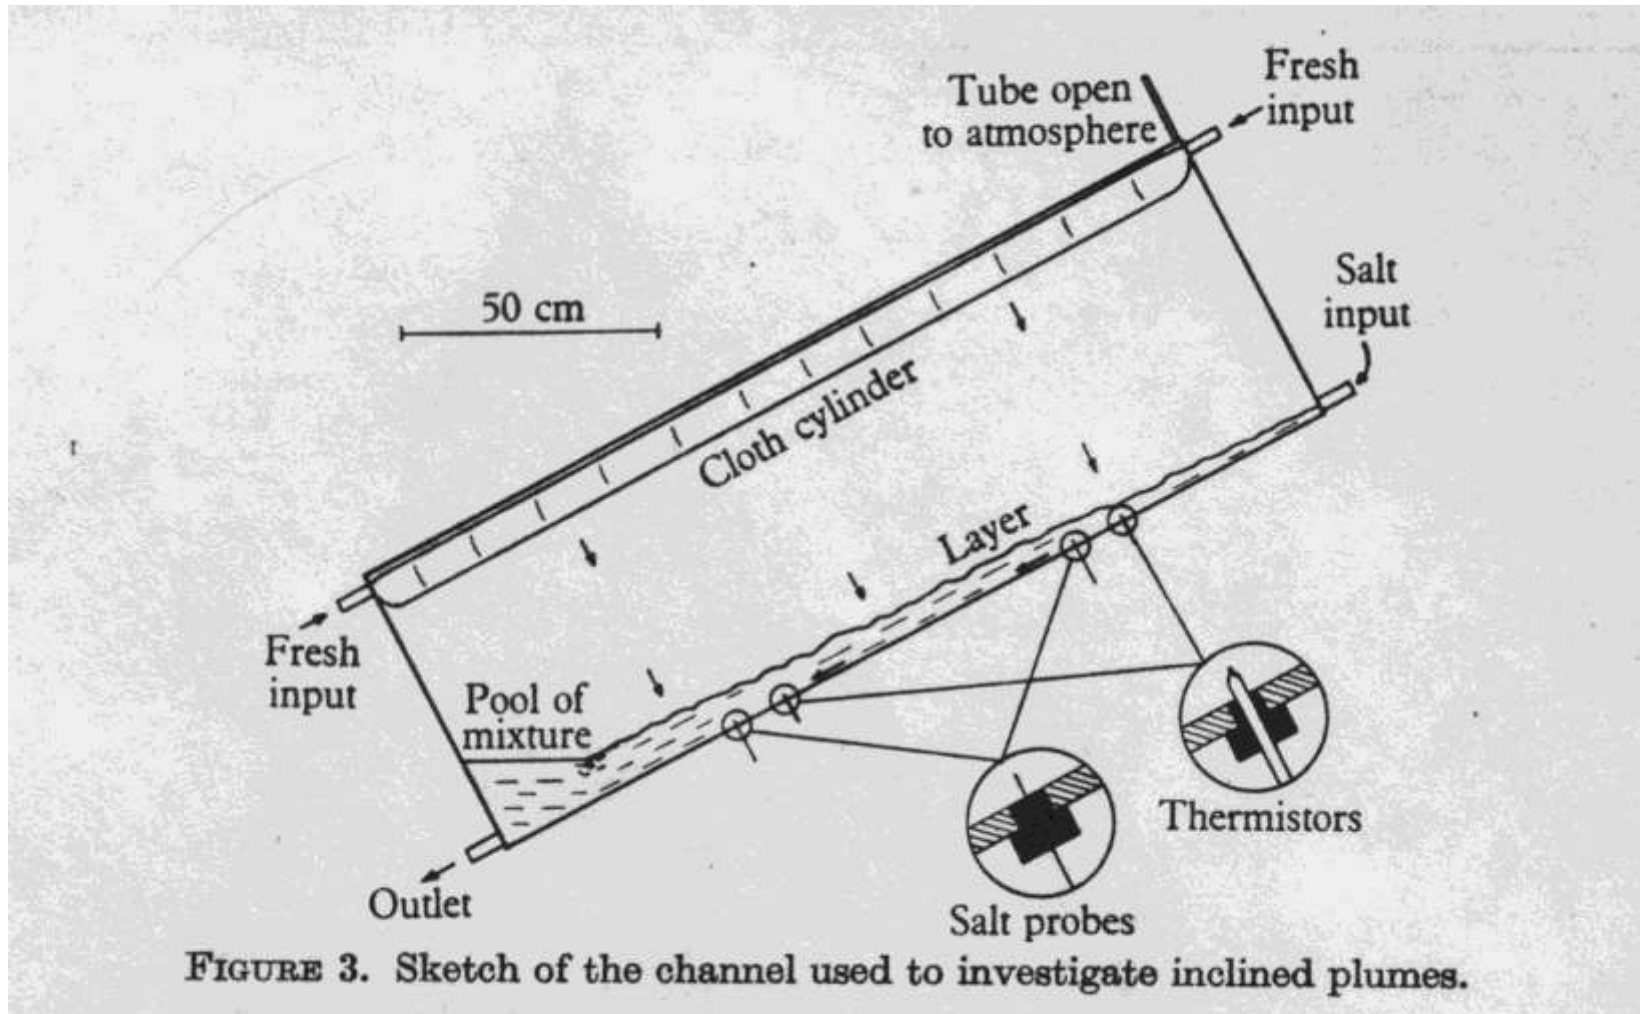 Tube open
to atmosphere
Fresh
input
Salt
input
50 cm
Cloth cylinder
Layer
Fresh
input
Pool of
mixture
Thermistors
Outlet
Salt probes
FIGURE 3. Sketch of the channel used to investigate inclined plumes.